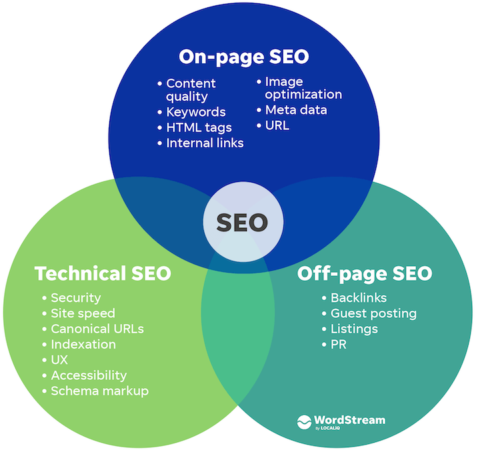 On-page SEO
• Content
quality
• Keywords
• HTML tags
• Internal links
• Image
optimization
• Meta data
• URL
SEO
Technical SEO
• Security
• Site speed
• Canonical URLs
• Indexation
• UX
• Accessibility
• Schema markup
Off-page SEO
• Backlinks
• Guest posting
• Listings
• PR
WordStream
by LOCALiQ